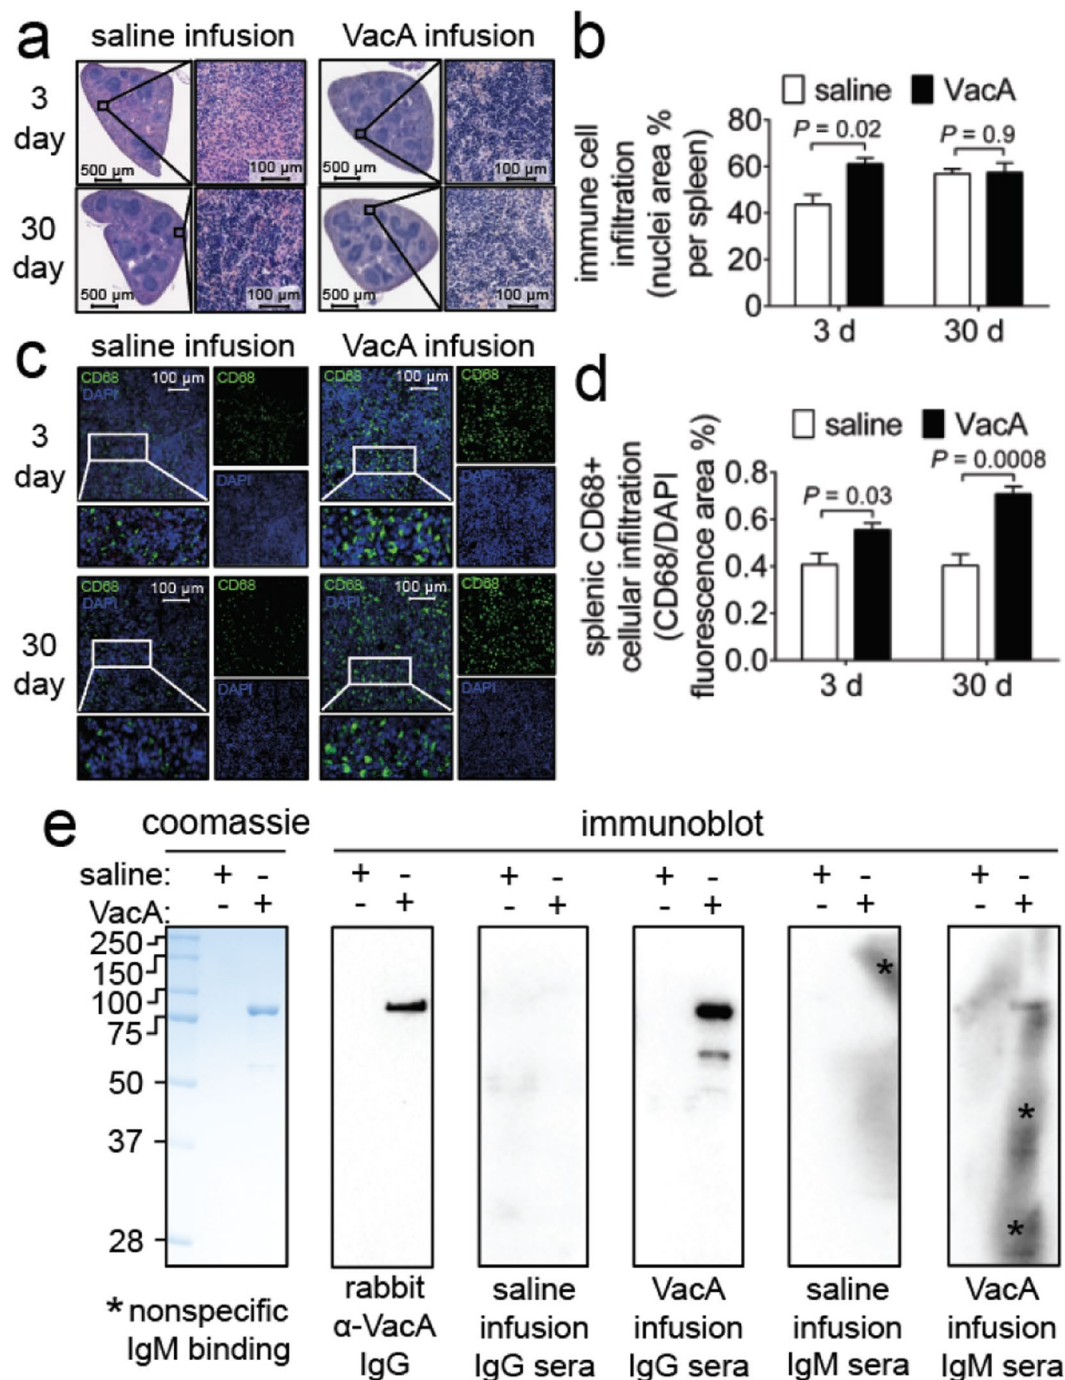 a
saline infusion VacA infusion
3
day
500 µm 100 µm 500 µm 100 µm
30
day
500 µm 100 µm 500 µm 100 µm
b
saline VacA
immune cell
infiltration
(nuclei area %
per spleen)
80
60
40
20
0
P = 0.02 P = 0.9
3 d 30 d
c
saline infusion VacA infusion
3
day
CD68
DAPI
100 µm
CD68
DAPI
CD68
DAPI
100 µm
CD68
DAPI
30
day
CD68
DAPI
100 µm
CD68
DAPI
CD68
DAPI
100 µm
CD68
DAPI
d
saline VacA
splenic CD68+
cellular infiltration
(CD68/DAPI
fluorescence area %)
0.8
0.6
0.4
0.2
0.0
P = 0.03
P = 0.0008
3 d 30 d
e
coomassie immunoblot
saline: + - + - + - + - + - + -
VacA: - + - + - + - + - + - +
250
150
100
75
50
37
28
*
*
*
* nonspecific
IgM binding
rabbit
α-VacA
IgG
saline
infusion
IgG sera
VacA
infusion
IgG sera
saline
infusion
IgM sera
VacA
infusion
IgM sera